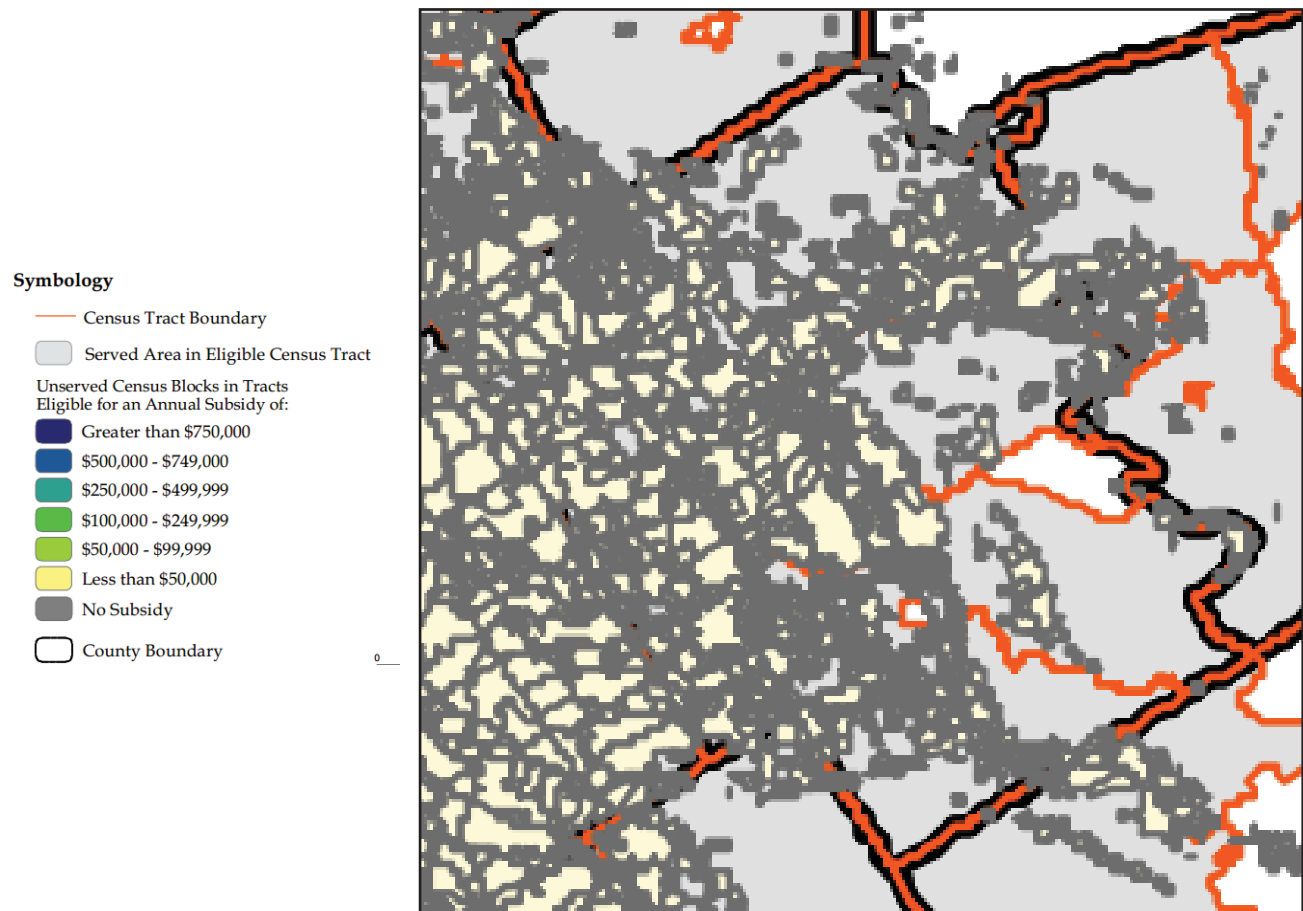 Symbology
Census Tract Boundary
Served Area in Eligible Census Tract
Unserved Census Blocks in Tracts
Eligible for an Annual Subsidy of:
Greater than $750,000
$500,000 - $749,000
$250,000 - $499,999
$100,000 - $249,999
$50,000 - $99,999
Less than $50,000
No Subsidy
County Boundary
0